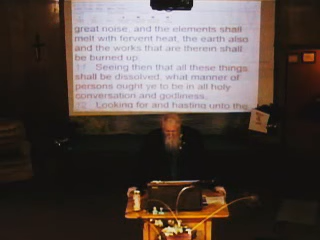 great noise, and the elements shall
melt with fervent heat, the earth also
and the works that are therein shall
be burned up.
11 Seeing then that all these things
shall be dissolved, what manner of
persons ought ye to be in all holy
conversation and godliness,
12 Looking for and hasting unto the